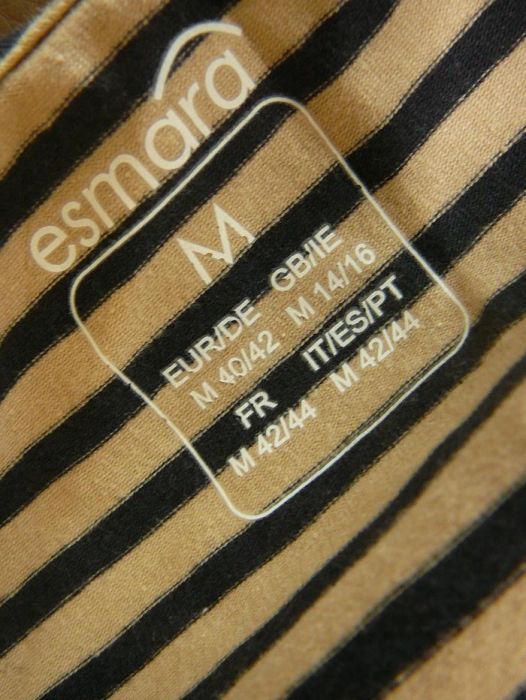 esmara
M
EUR/DE GB/IE
M 40/42 M 14/16
FR IT/ES/PT
M 42/44 M 42/44